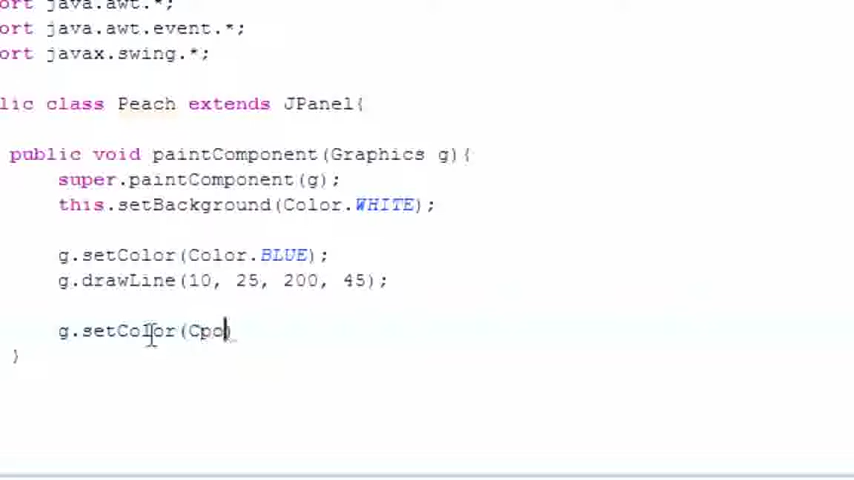 ort java.awt.*;
ort java.awt.event.*;
ort javax.swing.*;
lic class Peach extends JPanel{
public void paintComponent(Graphics g){
super.paintComponent(g);
this.setBackground(Color.WHITE);
g.setColor(Color.BLUE);
g.drawLine(10, 25, 200, 45);
g.setColor(Cpo)
}